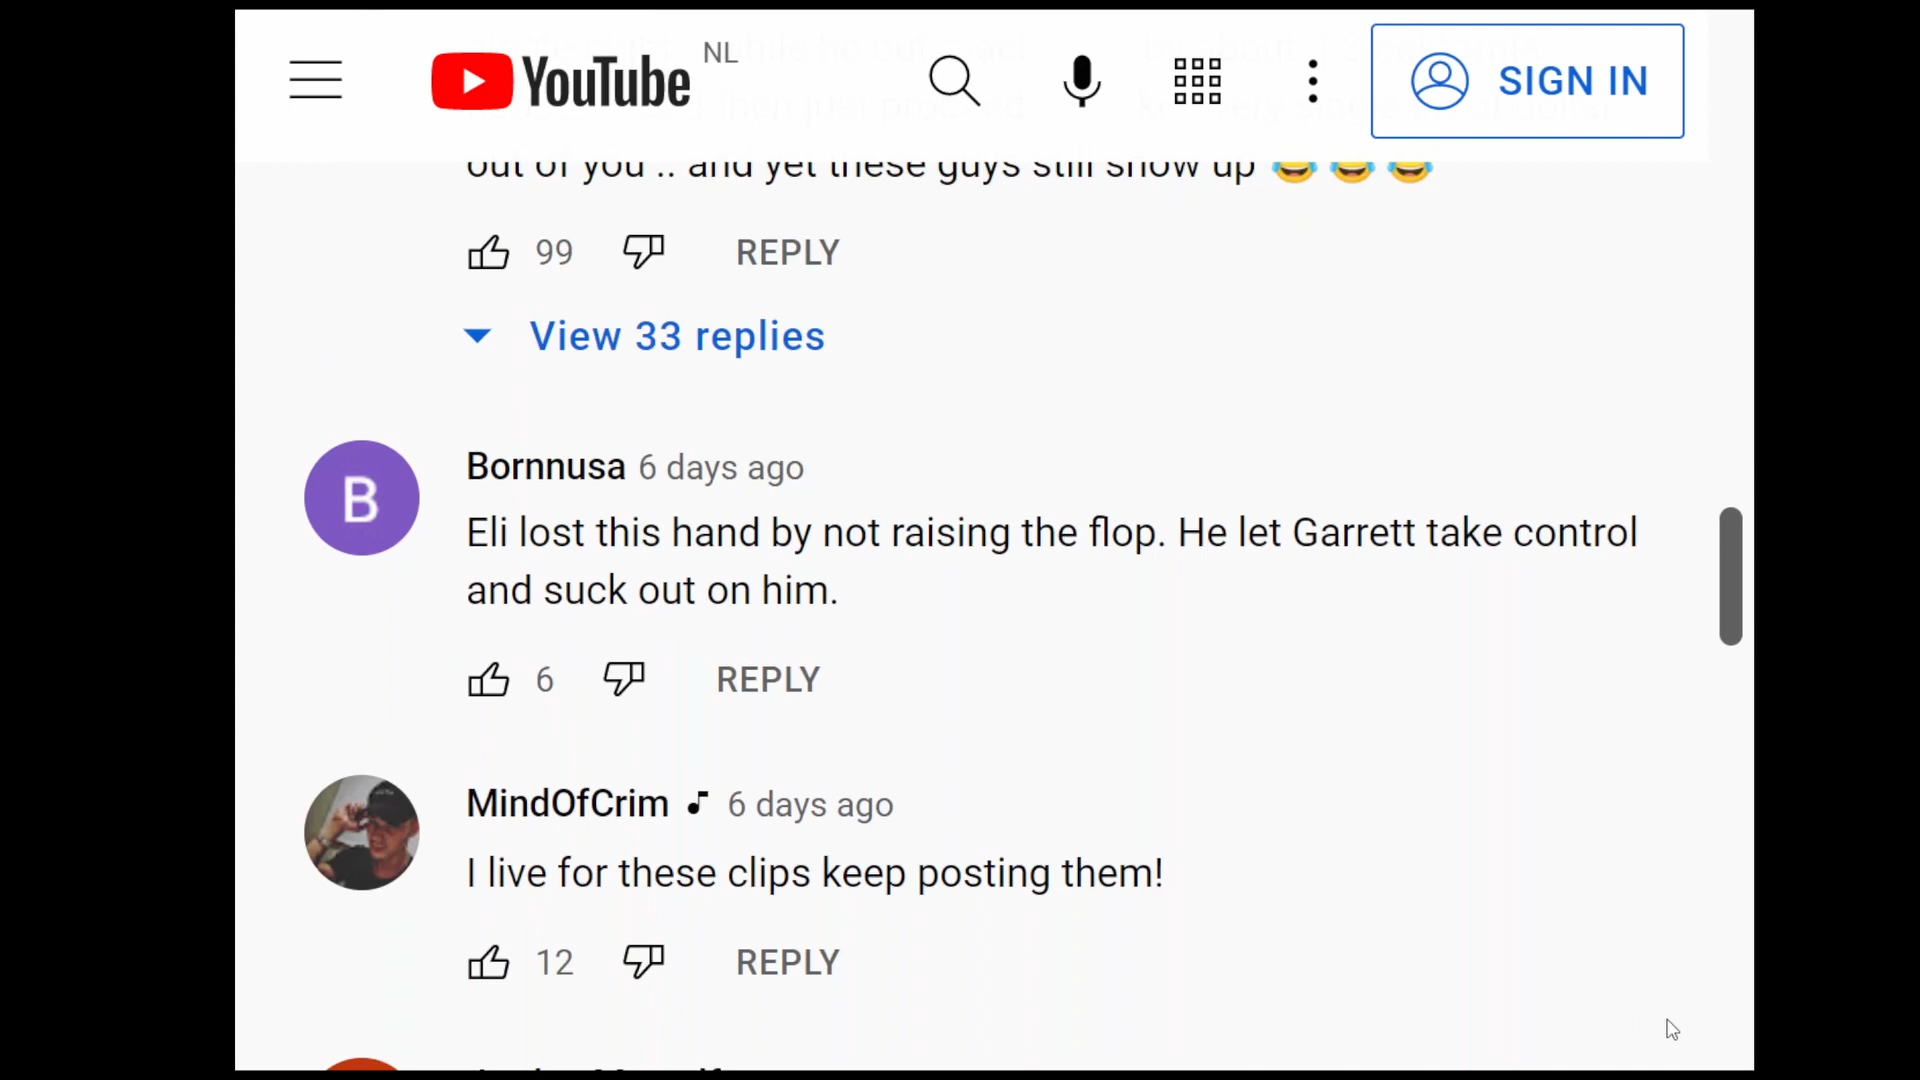 YouTube NL
SIGN IN
out of you .. and yet these guys still show up 😂 😂 😂
99 REPLY
View 33 replies
B
Bornnusa 6 days ago
Eli lost this hand by not raising the flop. He let Garrett take control
and suck out on him.
6 REPLY
MindOfCrim 6 days ago
I live for these clips keep posting them!
12 REPLY